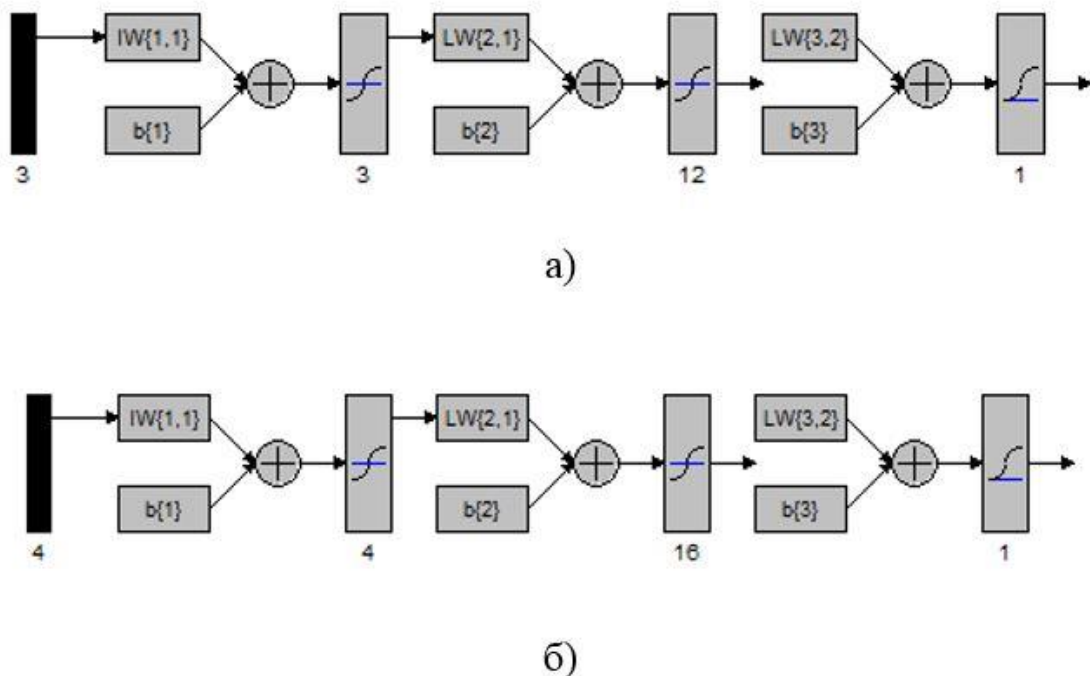 IW{1,1} LW{2,1} LW{3,2}
b{1} b{2} b{3}
3 3 12 1
а)
IW{1,1} LW{2,1} LW{3,2}
b{1} b{2} b{3}
4 4 16 1
б)